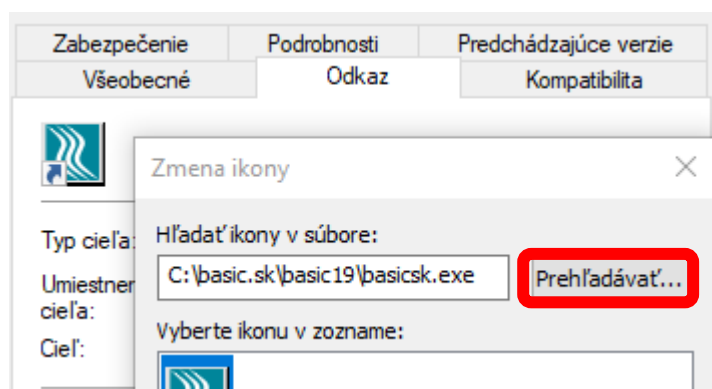 Zabezpečenie Podrobnosti Predchádzajúce verzie
Všeobecné Odkaz Kompatibilita
Zmena ikony
Typ cieľa:
Hľadať ikony v súbore:
C:\basic.sk\basic19\basicsk.exe Prehľadávať...
Umiestner
cieľa:
Vyberte ikonu v zozname:
Cieľ: